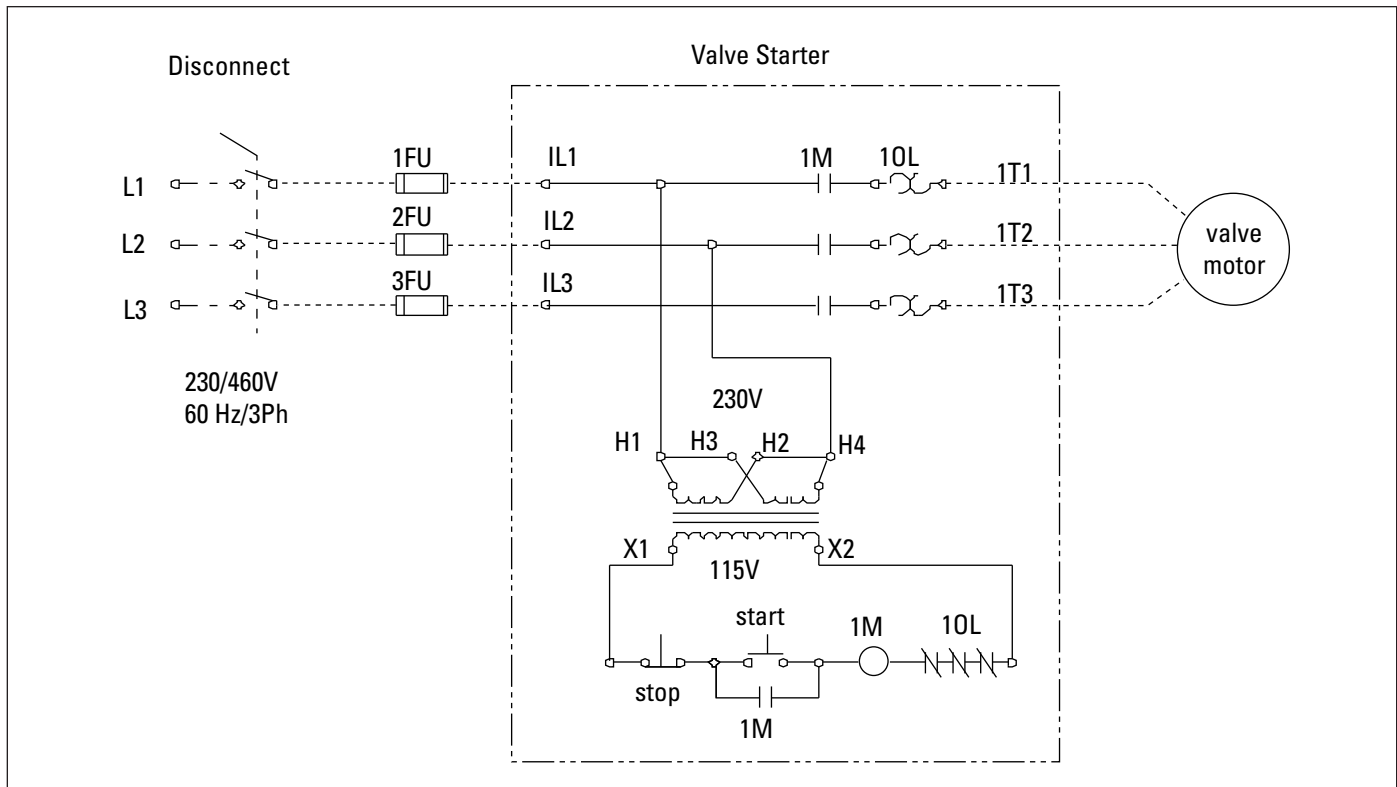 Disconnect
Valve Starter
1FU
IL1
1M
1OL
L1
1T1
2FU
IL2
L2
1T2
valve
motor
3FU
IL3
L3
1T3
230/460V
60 Hz/3Ph
230V
H1
H3
H2
H4
X1
X2
115V
start
1M
1OL
stop
1M